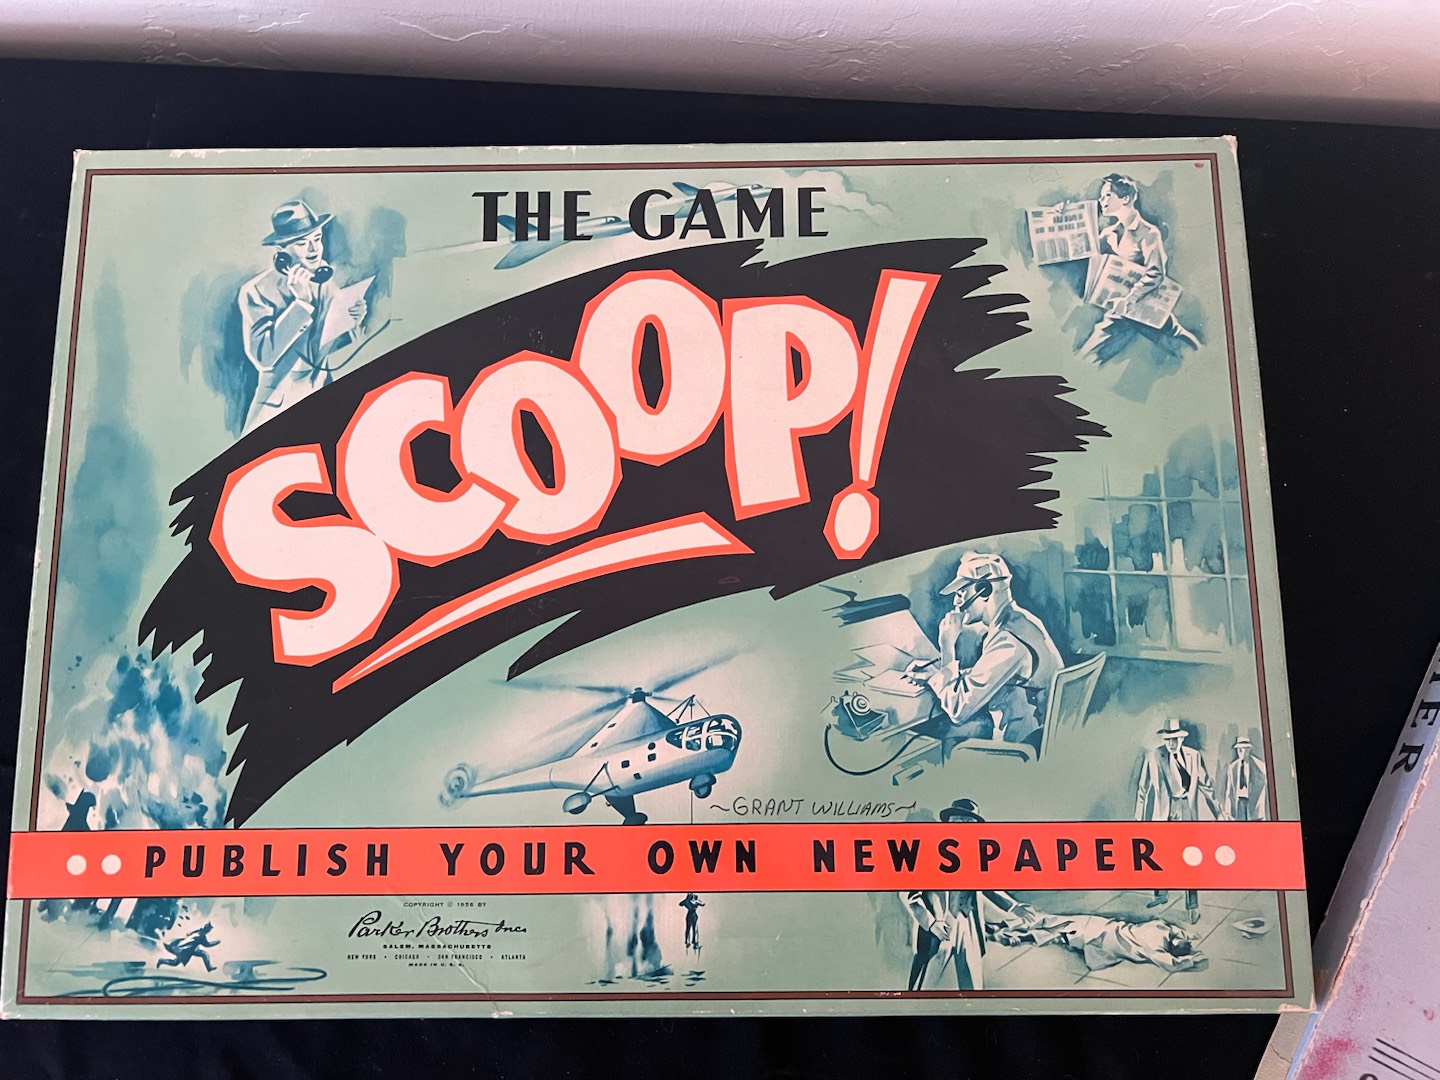 THE GAME
SCOOP!
~GRANT WILLIAMS~
PUBLISH YOUR OWN NEWSPAPER
COPYRIGHT © 1956 BY
Parker Brothers Inc.
SALEM, MASSACHUSETTS
NEW YORK • CHICAGO • SAN FRANCISCO • ATLANTA
MADE IN U. S. A.